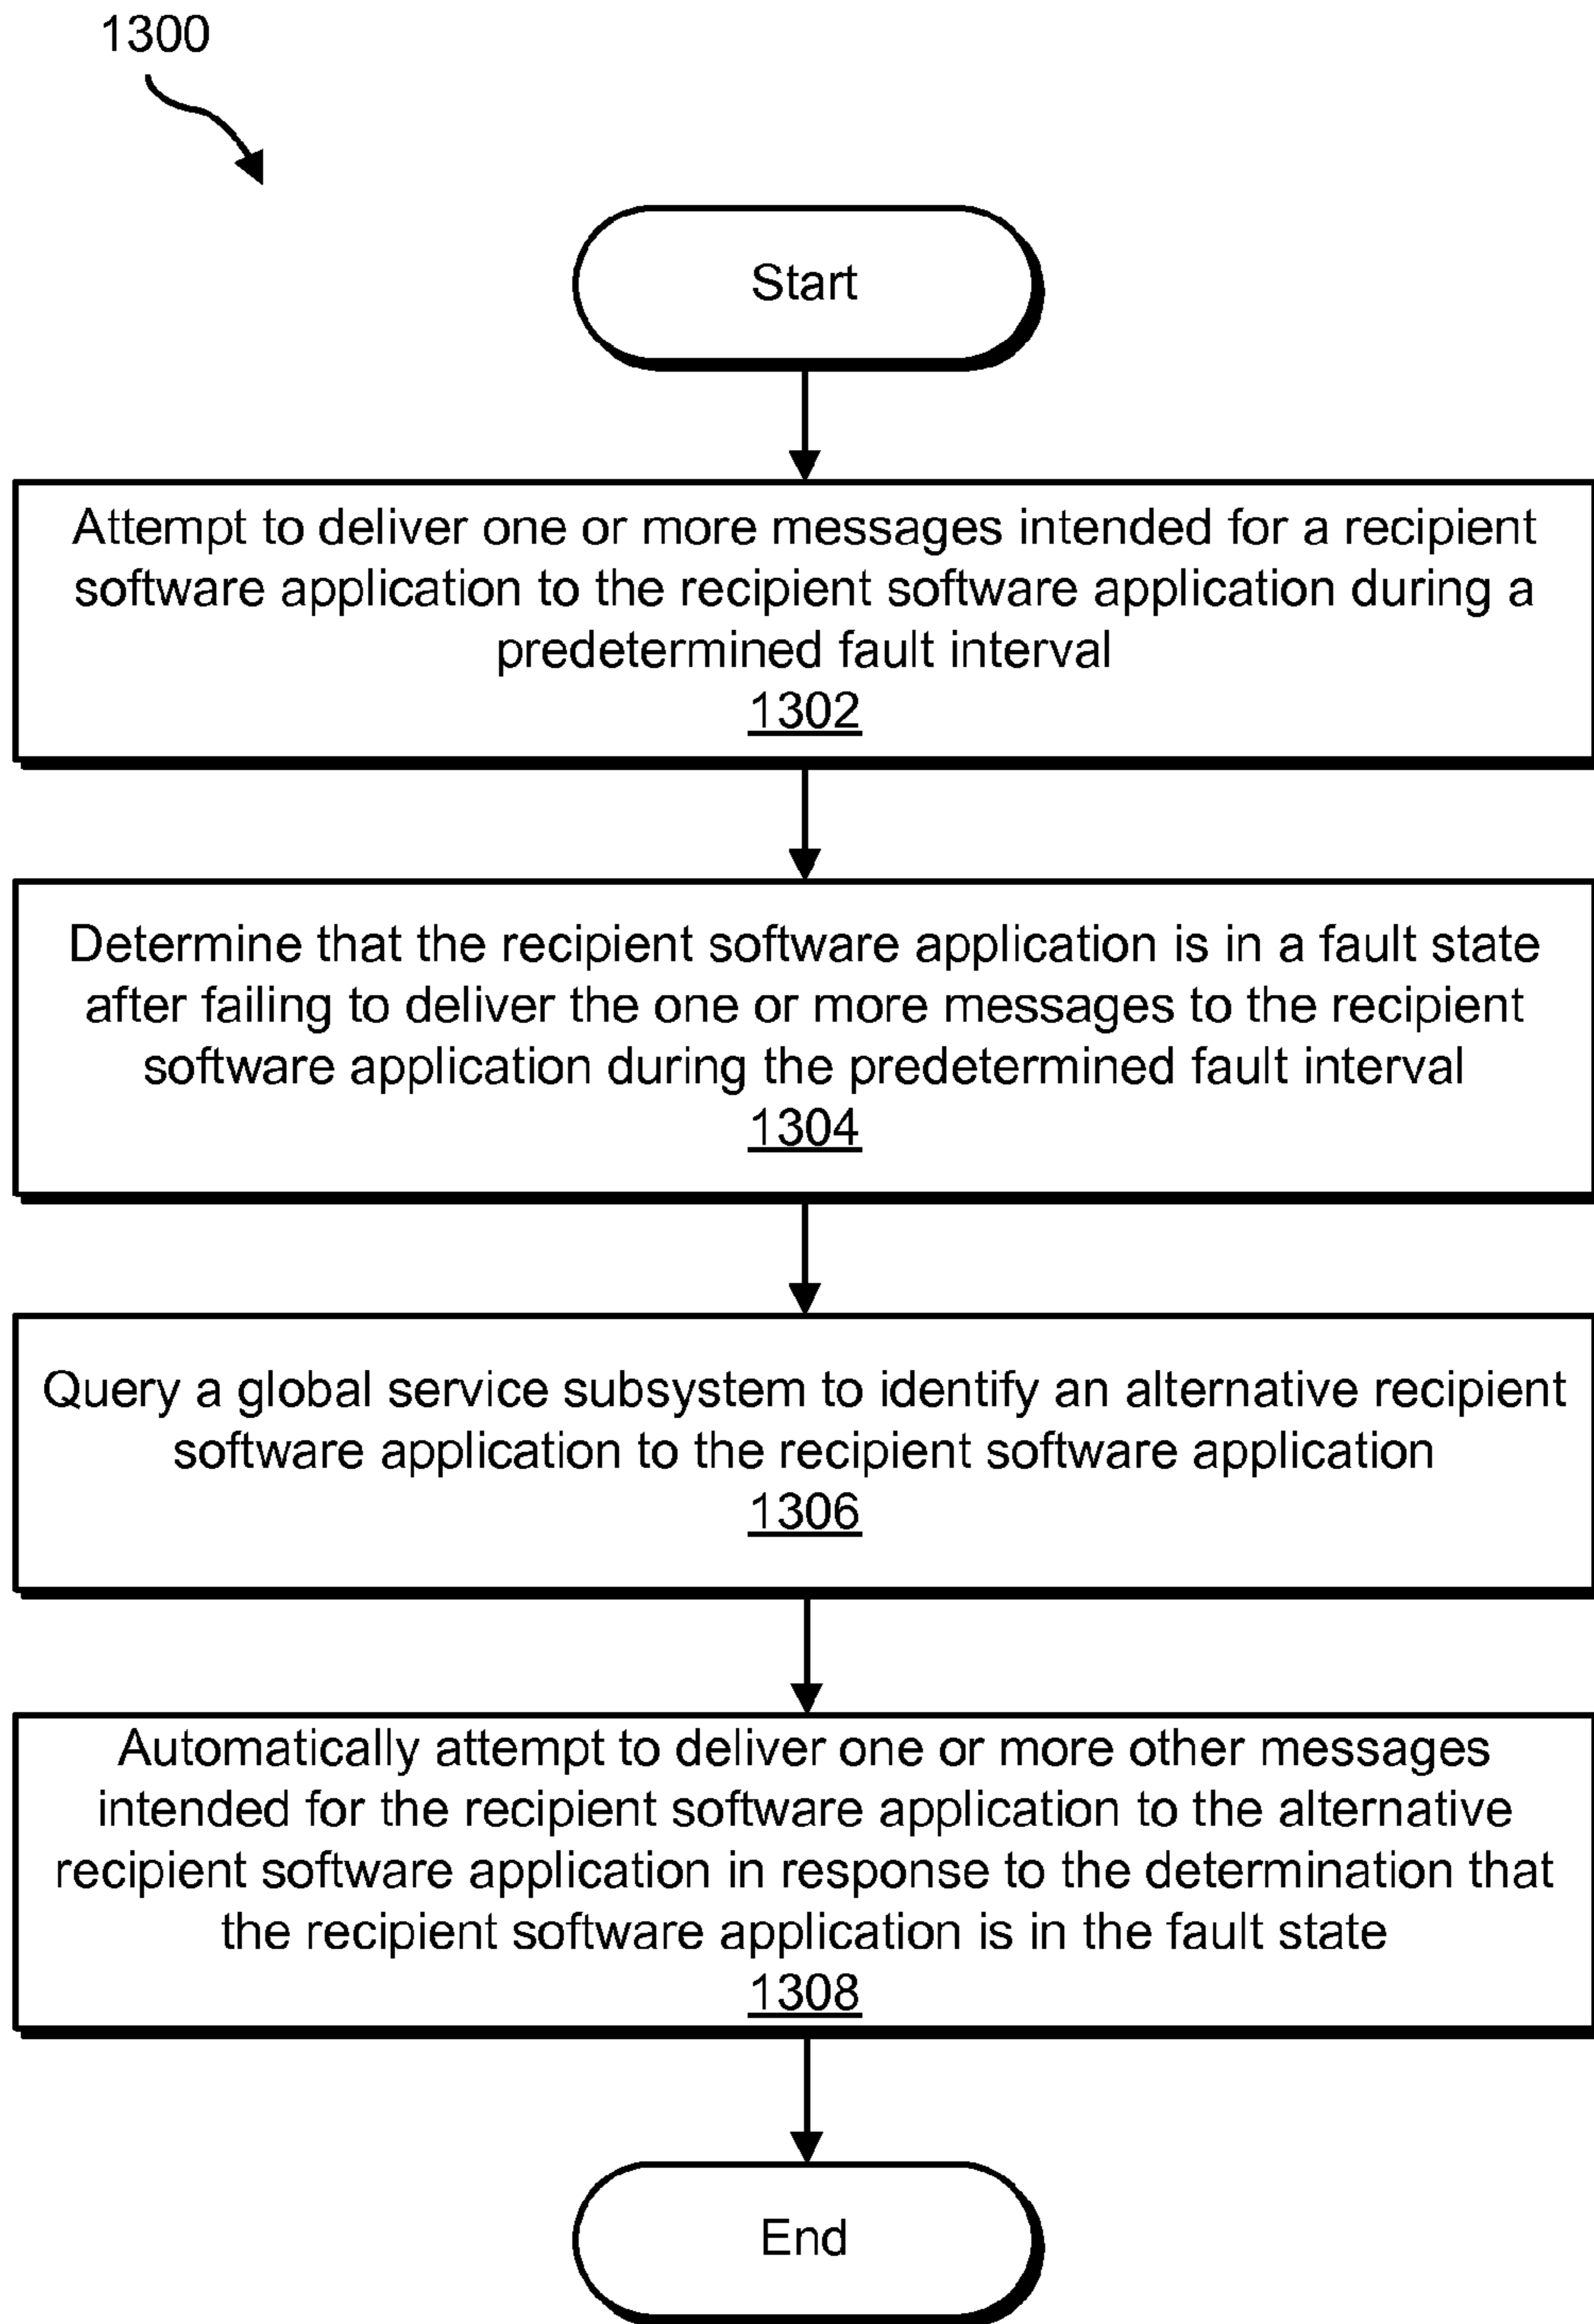 1300
Start
Attempt to deliver one or more messages intended for a recipient
software application to the recipient software application during a
predetermined fault interval
1302
Determine that the recipient software application is in a fault state
after failing to deliver the one or more messages to the recipient
software application during the predetermined fault interval
1304
Query a global service subsystem to identify an alternative recipient
software application to the recipient software application
1306
Automatically attempt to deliver one or more other messages
intended for the recipient software application to the alternative
recipient software application in response to the determination that
the recipient software application is in the fault state
1308
End